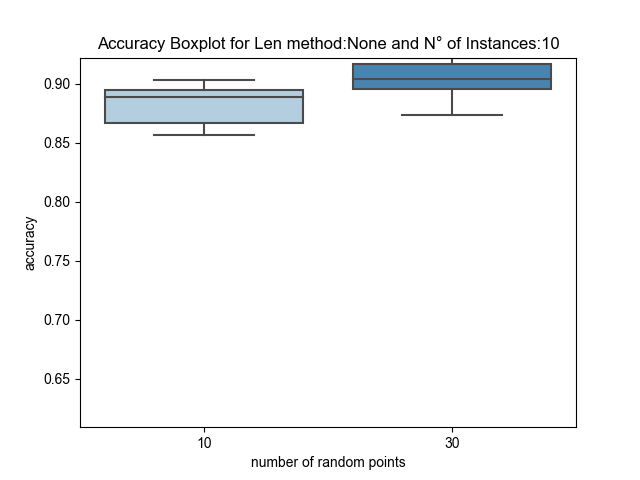 Accuracy Boxplot for Len method:None and N° of Instances:10
0.90
0.85
0.80
0.75
0.70
0.65
accuracy
10 30
number of random points